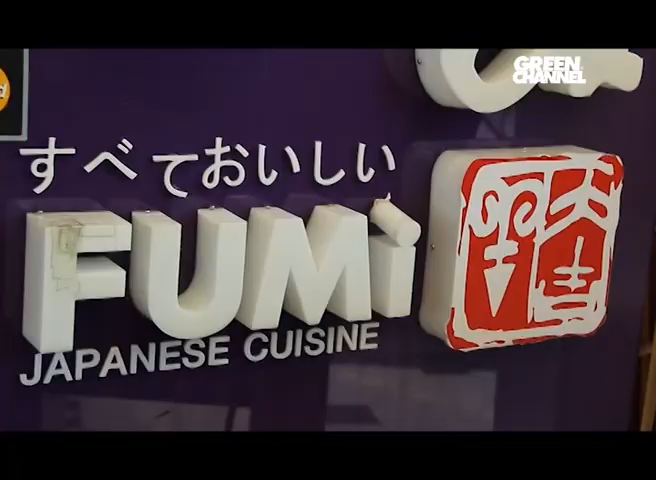 GREEN
CHANNEL
すべておいしい
FUMi
JAPANESE CUISINE